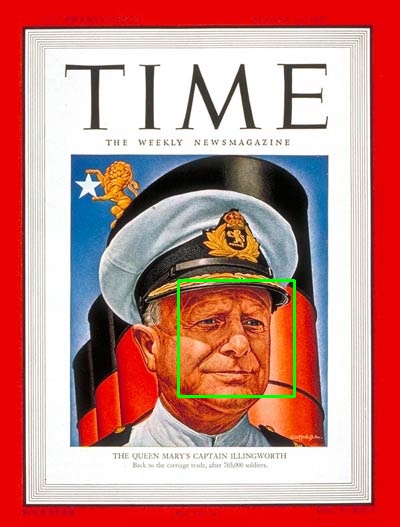 TIME
THE WEEKLY NEWSMAGAZINE
THE QUEEN MARY'S CAPTAIN ILLINGWORTH
Back to the carriage trade, after 765,000 soldiers.